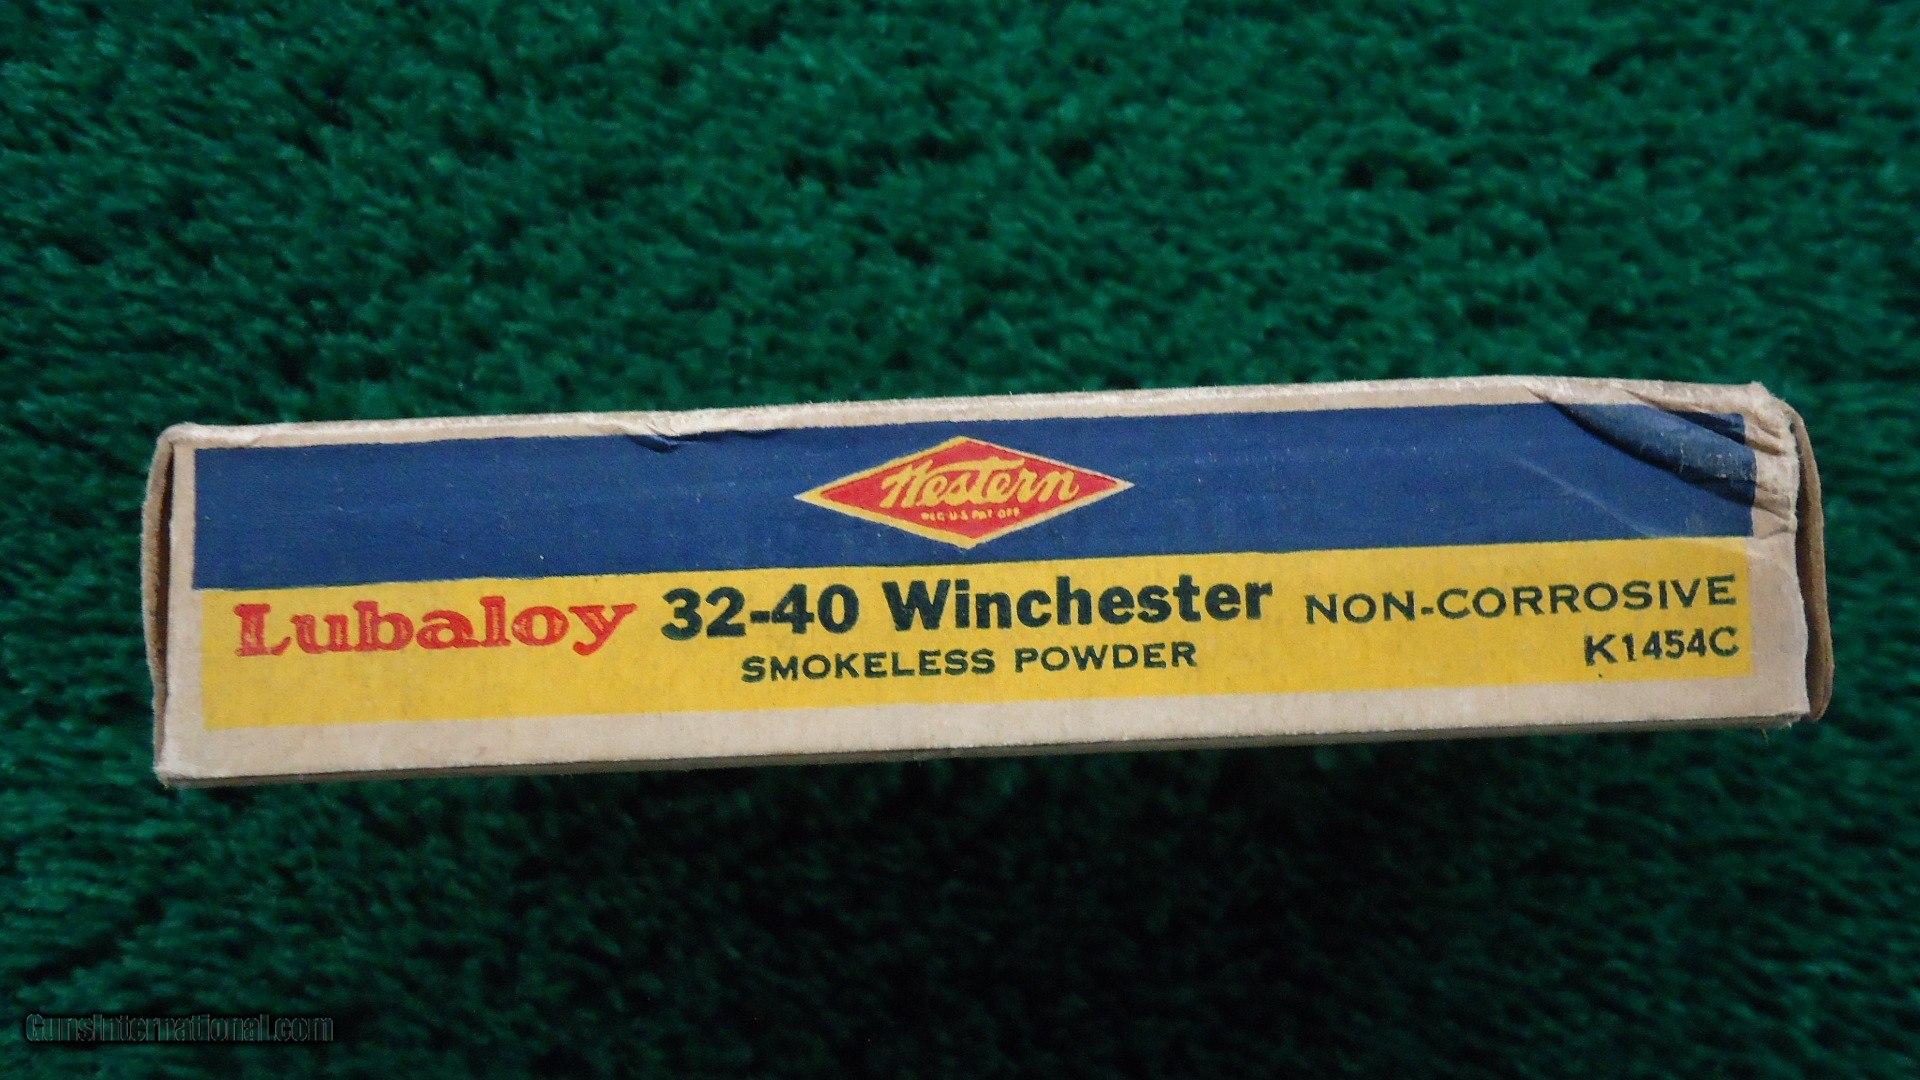 Western
REG. U.S. PAT. OFF.
Lubaloy 32-40 Winchester NON-CORROSIVE
SMOKELESS POWDER K1454C
GunsInternational.com